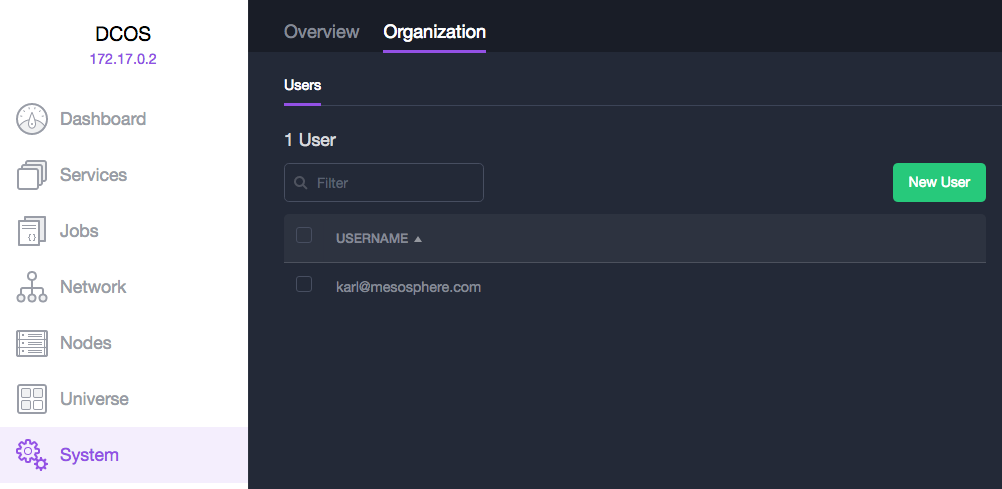 DCOS
172.17.0.2
Dashboard
Services
Jobs
Network
Nodes
Universe
System
Overview Organization
Users
1 User
Filter
New User
USERNAME ▲
karl@mesosphere.com